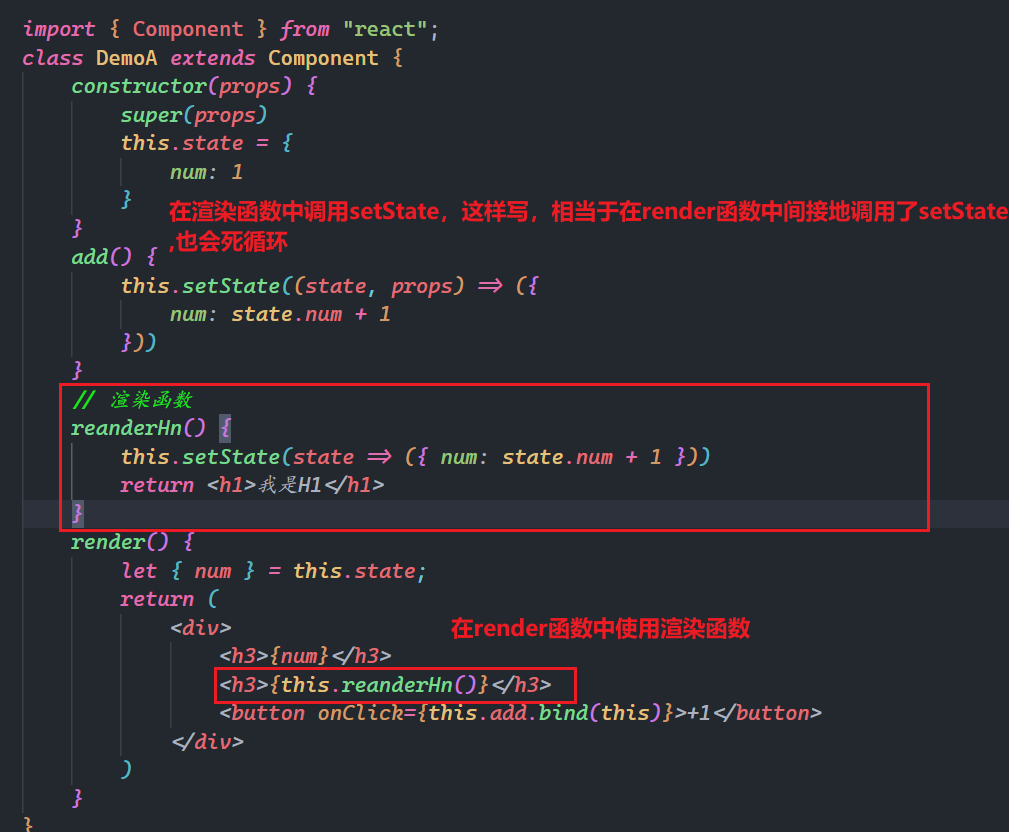 import { Component } from "react";
class DemoA extends Component {
constructor(props) {
super(props)
this.state = {
num: 1
}
在渲染函数中调用setState，这样写，相当于在render函数中间接地调用了setState
,也会死循环
}
add() {
this.setState((state, props) => ({
num: state.num + 1
}))
}
// 渲染函数
reanderHn() {
this.setState(state => ({ num: state.num + 1 }))
return <h1>我是H1</h1>
}
render() {
let { num } = this.state;
return (
<div>
在render函数中使用渲染函数
<h3>{num}</h3>
<h3>{this.reanderHn()}</h3>
<button onClick={this.add.bind(this)}>+1</button>
</div>
)
}
}